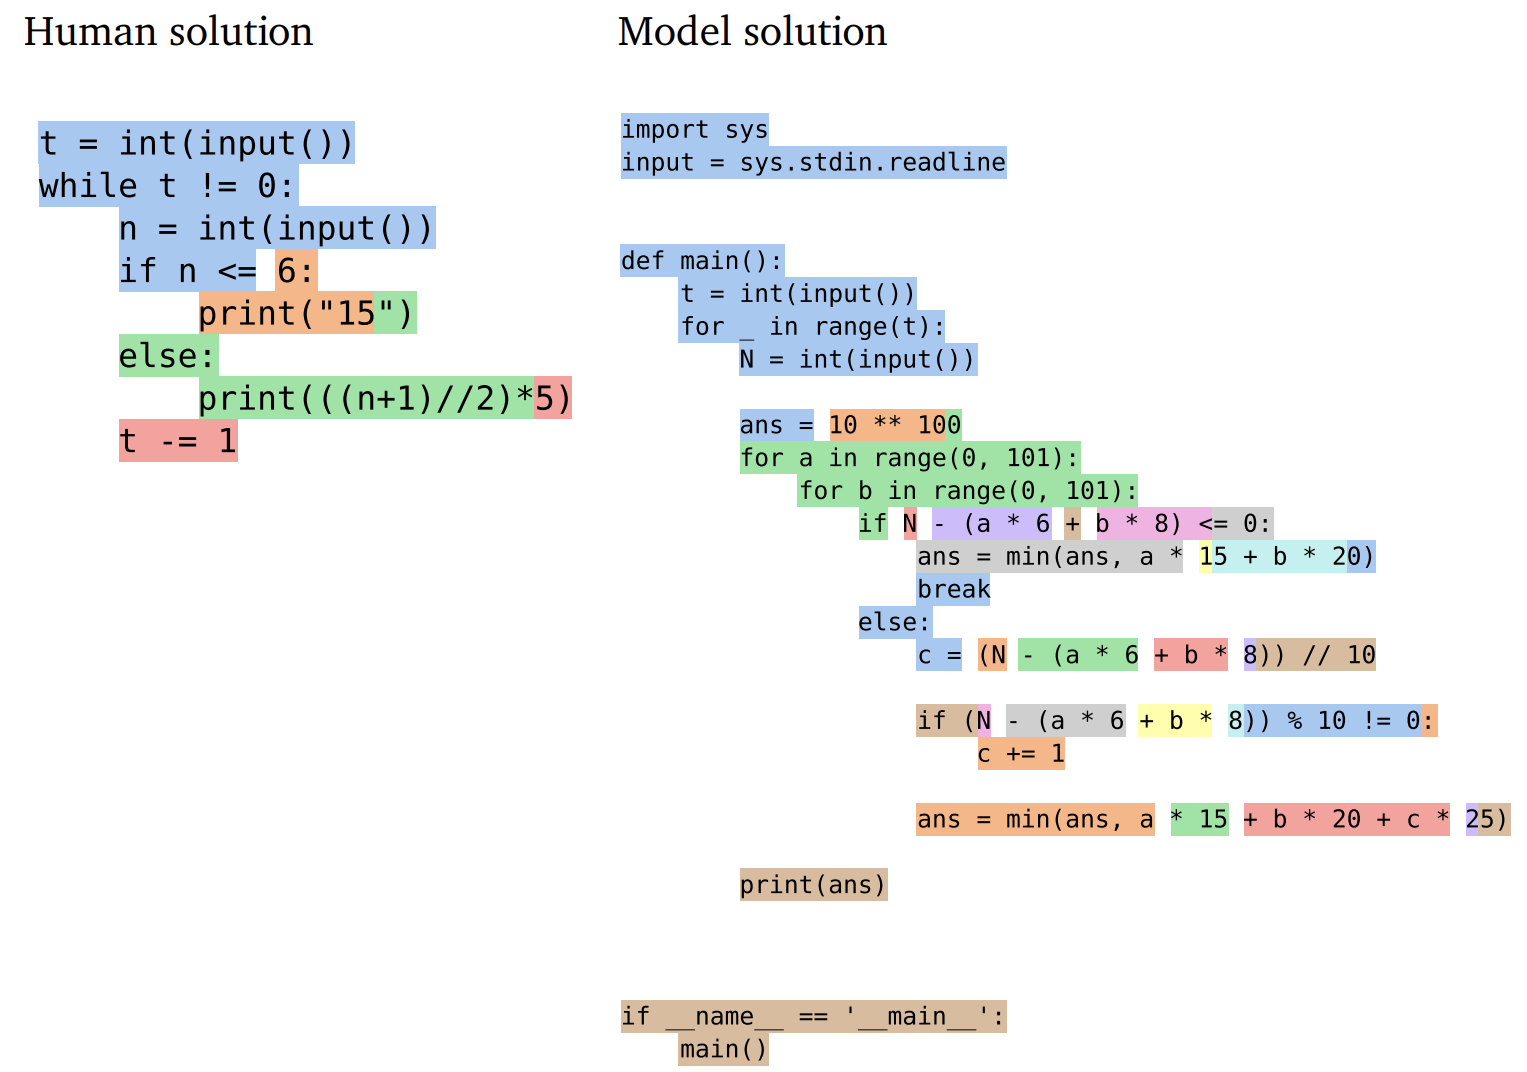 Human solution
t = int(input())
while t != 0:
    n = int(input())
    if n <= 6:
        print("15")
    else:
        print(((n+1)//2)*5)
    t -= 1
Model solution
import sys
input = sys.stdin.readline
def main():
    t = int(input())
    for _ in range(t):
        N = int(input())
        ans = 10 ** 100
        for a in range(0, 101):
            for b in range(0, 101):
                if N - (a * 6 + b * 8) <= 0:
                    ans = min(ans, a * 15 + b * 20)
                    break
                else:
                    c = (N - (a * 6 + b * 8)) // 10
                    if (N - (a * 6 + b * 8)) % 10 != 0:
                        c += 1
                    ans = min(ans, a * 15 + b * 20 + c * 25)
        print(ans)
if __name__ == '__main__':
    main()